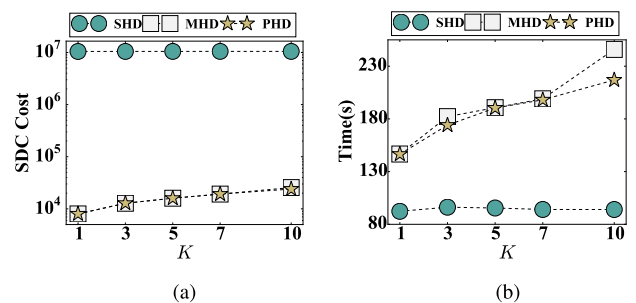 SHD MHD PHD
10^7
10^6
10^5
10^4
SDC Cost
1 3 5 7 10
K
(a)
SHD MHD PHD
230
180
130
80
Time(s)
1 3 5 7 10
K
(b)